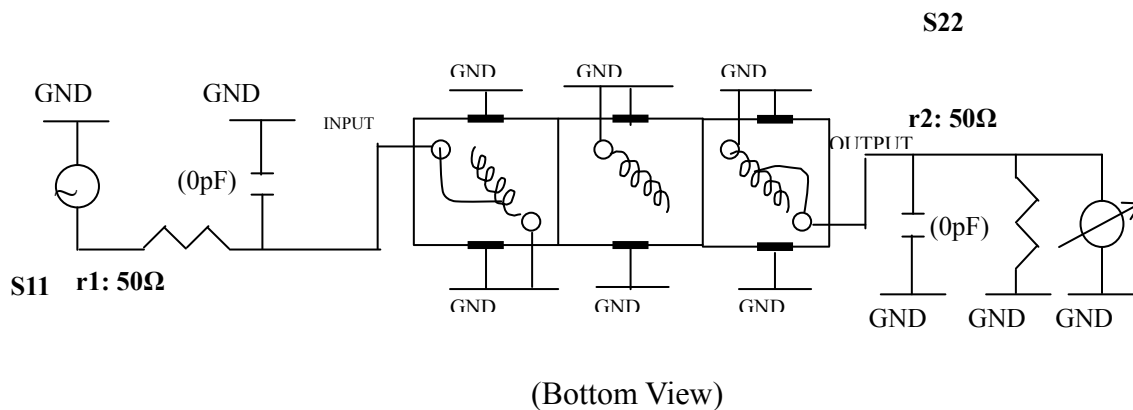 S22
GND
GND
GND
GND
GND
INPUT
r2: 50Ω
OUTPUT
(0pF)
(0pF)
S11
r1: 50Ω
GND
GND
GND
GND
GND
GND
(Bottom View)